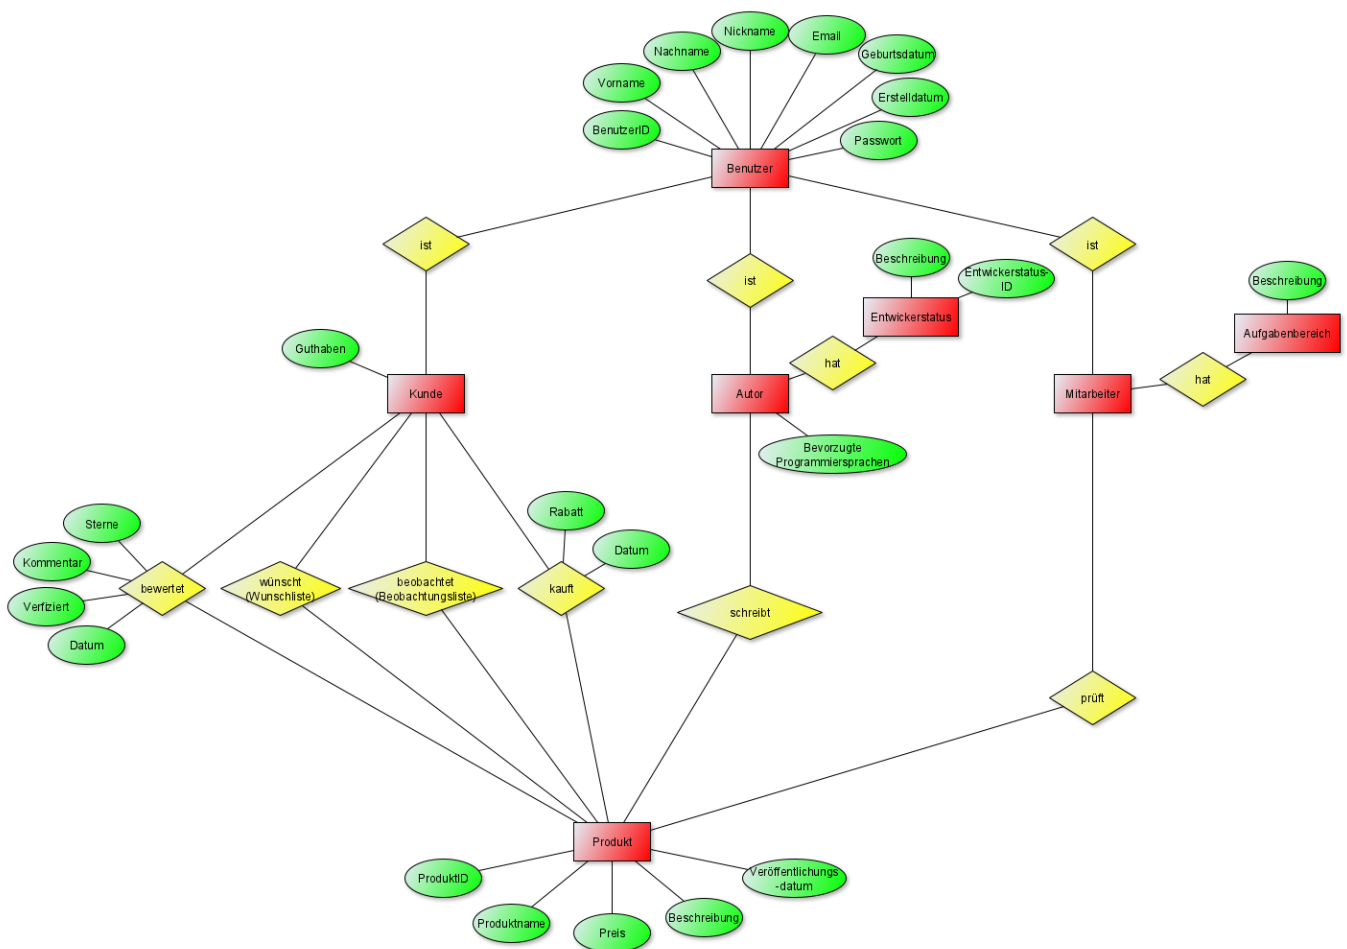 Nickname
Email
Nachname
Geburtsdatum
Vorname
Erstelldatum
BenutzerID
Passwort
Benutzer
ist
ist
ist
Beschreibung
Entwickerstatus-
ID
Beschreibung
Entwickerstatus
Aufgabenbereich
Guthaben
hat
hat
Kunde
Autor
Mitarbeiter
Bevorzugte
Programmiersprachen
Sterne
Rabatt
Kommentar
Datum
bewertet
wünscht
(Wunschliste)
beobachtet
(Beobachtungsliste)
kauft
Verfiziert
Datum
schreibt
prüft
Produkt
ProduktID
Veröffentlichungs
-datum
Produktname
Preis
Beschreibung